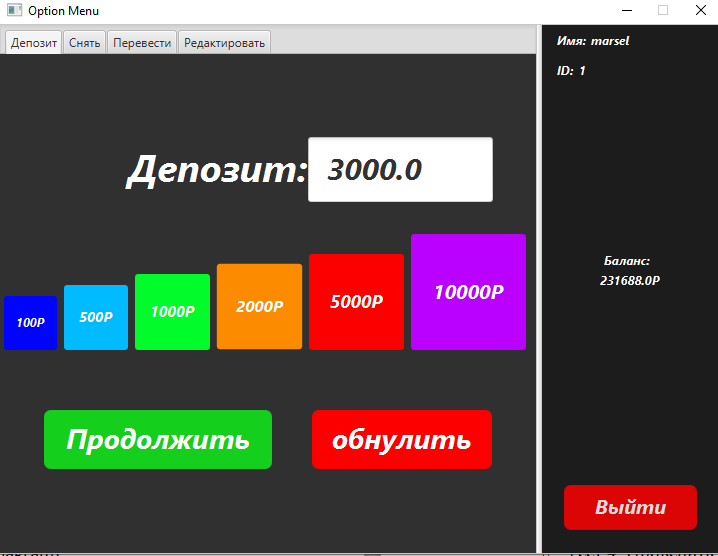 Option Menu
Депозит Снять Перевести Редактировать
Имя: marsel
ID: 1
Депозит: 3000.0
100Р 500Р 1000Р 2000Р 5000Р 10000Р
Баланс:
231688.0Р
Продолжить обнулить
Выйти